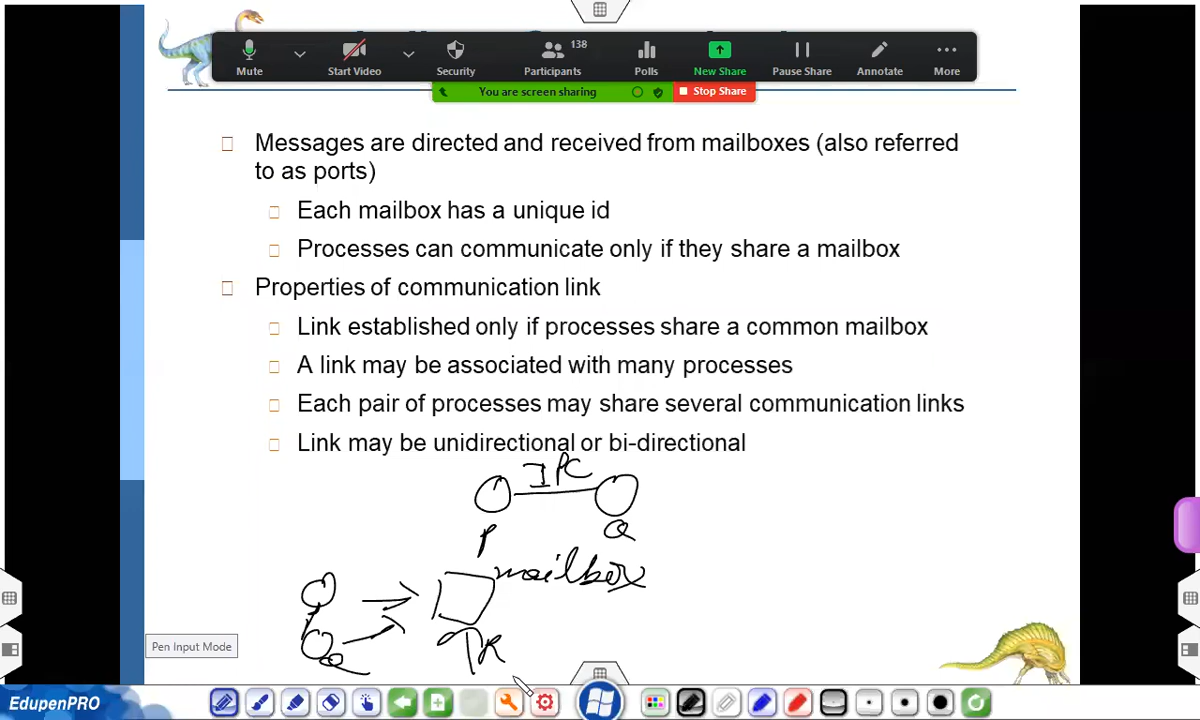 138
Mute
Start Video
Security
Participants
Polls
New Share
Pause Share
Annotate
More
You are screen sharing
Stop Share
Messages are directed and received from mailboxes (also referred
to as ports)
Each mailbox has a unique id
Processes can communicate only if they share a mailbox
Properties of communication link
Link established only if processes share a common mailbox
A link may be associated with many processes
Each pair of processes may share several communication links
Link may be unidirectional or bi-directional
IPC
P
Q
mailbox
P
Q
Pen Input Mode
EdupenPRO